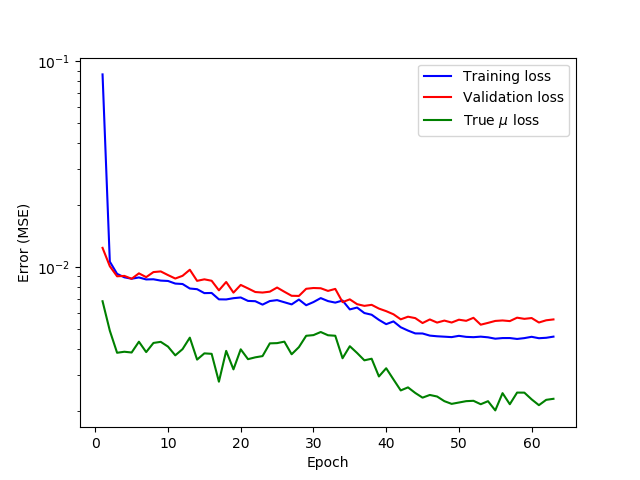 10⁻¹
10⁻²
Error (MSE)
Training loss
Validation loss
True μ loss
0 10 20 30 40 50 60
Epoch